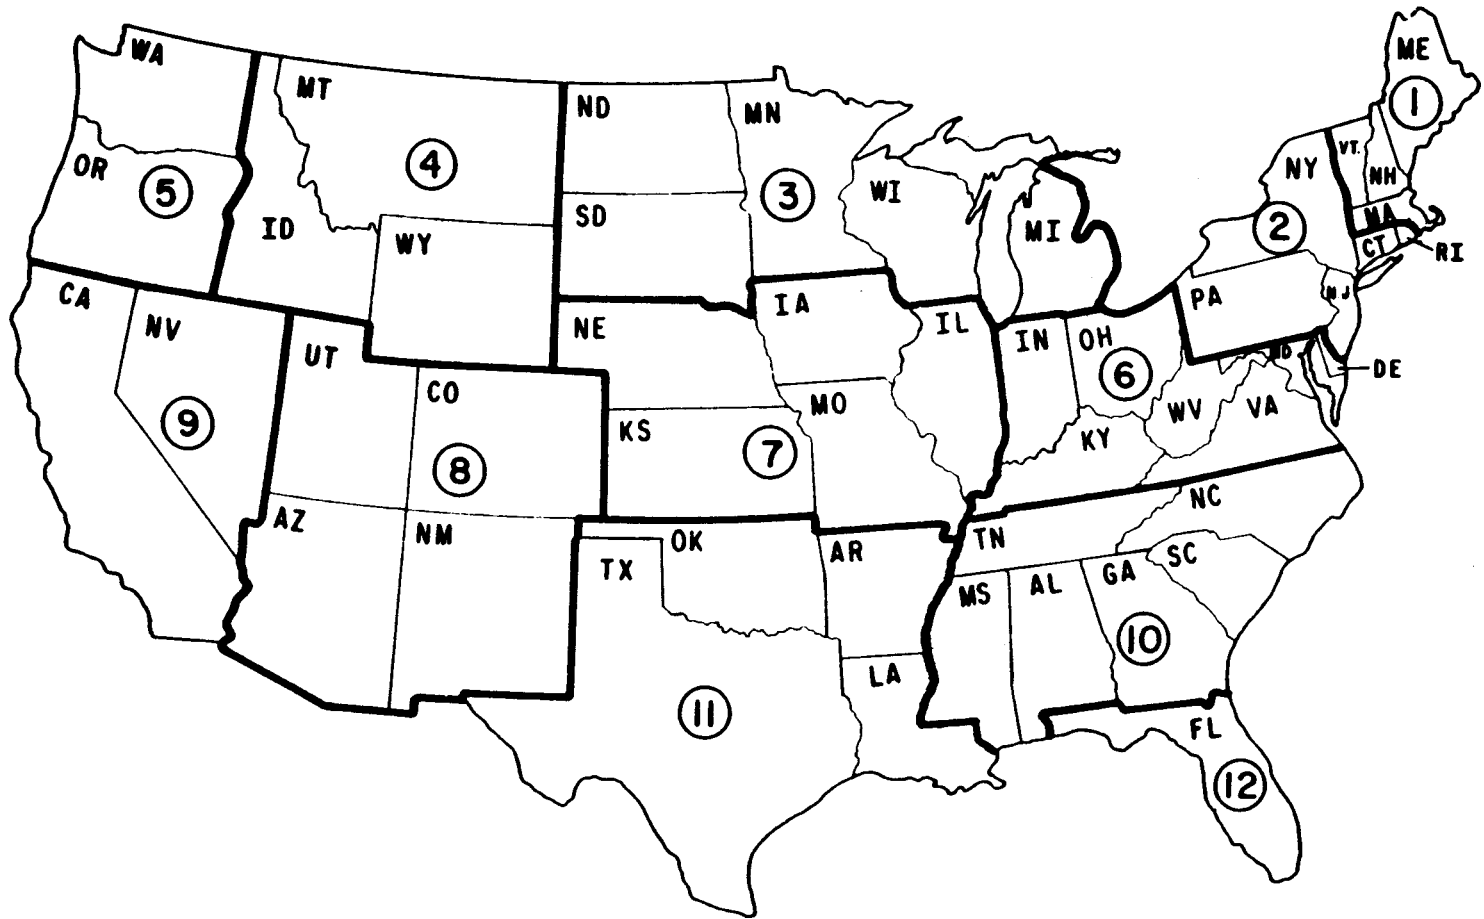 WA
MT
ND
MN
ME
1
OR
5
4
3
WI
NY
VT.
NH
ID
WY
SD
MI
2
MA
CT
RI
CA
NV
UT
NE
IA
IL
IN
OH
PA
NJ
MD
DE
CO
6
9
8
KS
7
MO
KY
WV
VA
AZ
NM
OK
AR
TN
NC
TX
MS
AL
GA
SC
10
LA
11
FL
12